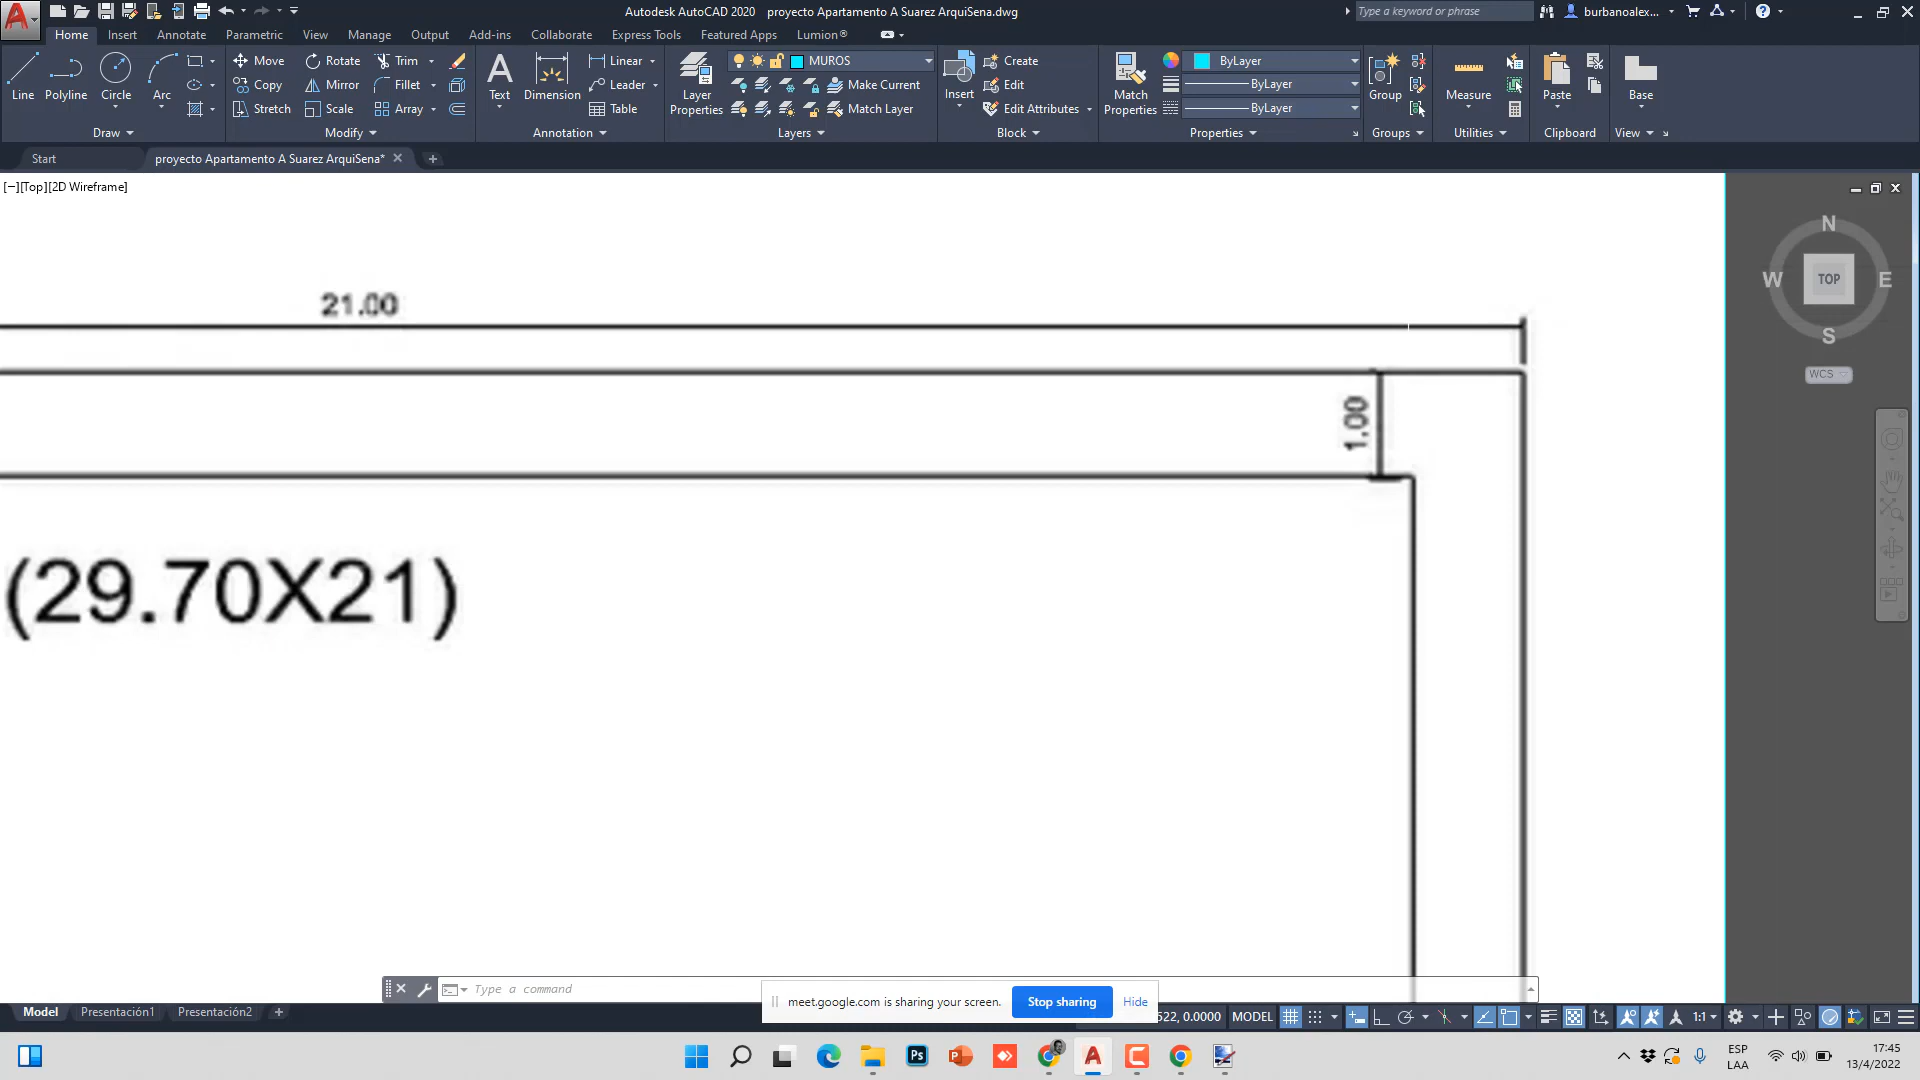 Autodesk AutoCAD 2020 proyecto Apartamento A Suarez ArquiSena.dwg
Type a keyword or phrase
burbanoalex...
Home Insert Annotate Parametric View Manage Output Add-ins Collaborate Express Tools Featured Apps Lumion®
Line
Polyline
Circle
Arc
Draw
Move Rotate Trim
Copy Mirror Fillet
Stretch Scale Array
Modify
Text
Dimension
Linear
Leader
Table
Annotation
Layer Properties
MUROS
Make Current
Match Layer
Layers
Insert
Create
Edit
Edit Attributes
Block
Match Properties
ByLayer
ByLayer
ByLayer
Properties
Group
Groups
Measure
Utilities
Paste
Clipboard
Base
View
Start
proyecto Apartamento A Suarez ArquiSena*
[−][Top][2D Wireframe]
N
W TOP E
S
WCS
21.00
1.00
(29.70X21)
Type a command
meet.google.com is sharing your screen. Stop sharing Hide
Model Presentación1 Presentación2
522, 0.0000 MODEL
1:1
Ps
ESP
LAA
17:45
13/4/2022